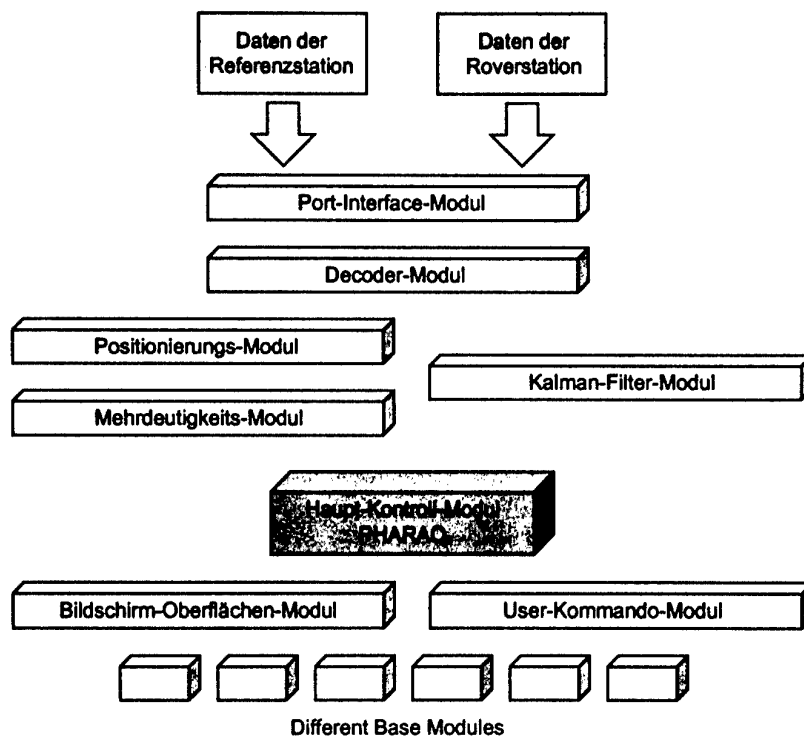 Daten der
Referenzstation
Daten der
Roverstation
Port-Interface-Modul
Decoder-Modul
Positionierungs-Modul
Kalman-Filter-Modul
Mehrdeutigkeits-Modul
Haupt-Kontroll-Modul
PHARAO
Bildschirm-Oberflächen-Modul
User-Kommando-Modul
Different Base Modules